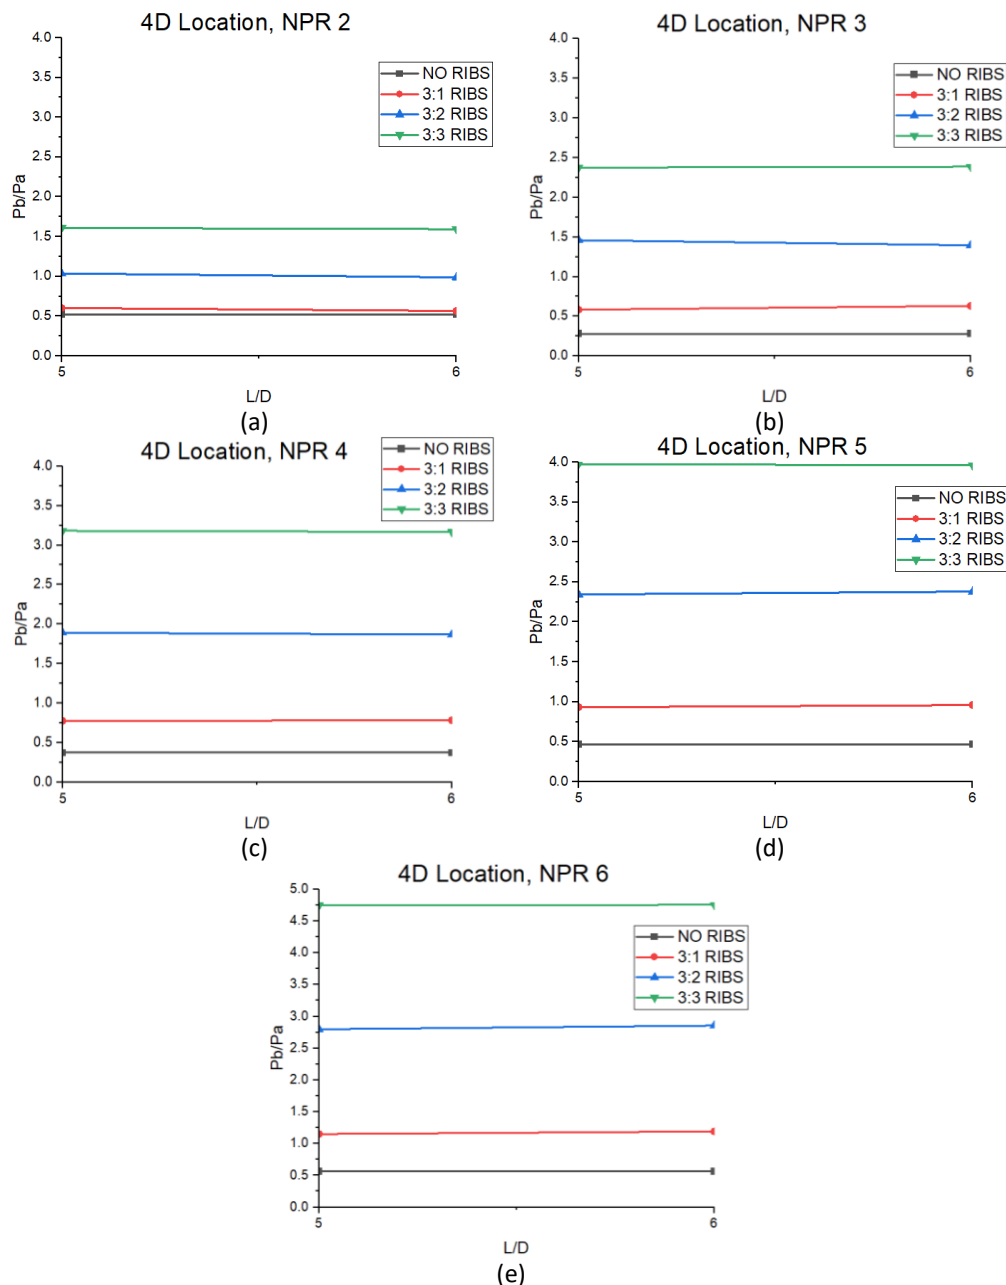 4D Location, NPR 2
4.0
3.5
3.0
2.5
2.0
1.5
1.0
0.5
0.0
Pb/Pa
NO RIBS
3:1 RIBS
3:2 RIBS
3:3 RIBS
5
6
L/D
(a)
4D Location, NPR 3
4.0
3.5
3.0
2.5
2.0
1.5
1.0
0.5
0.0
Pb/Pa
NO RIBS
3:1 RIBS
3:2 RIBS
3:3 RIBS
5
6
L/D
(b)
4D Location, NPR 4
4.0
3.5
3.0
2.5
2.0
1.5
1.0
0.5
0.0
Pb/Pa
NO RIBS
3:1 RIBS
3:2 RIBS
3:3 RIBS
5
6
L/D
(c)
4D Location, NPR 5
4.0
3.5
3.0
2.5
2.0
1.5
1.0
0.5
0.0
Pb/Pa
NO RIBS
3:1 RIBS
3:2 RIBS
3:3 RIBS
5
6
L/D
(d)
4D Location, NPR 6
5.0
4.5
4.0
3.5
3.0
2.5
2.0
1.5
1.0
0.5
0.0
Pb/Pa
NO RIBS
3:1 RIBS
3:2 RIBS
3:3 RIBS
5
6
L/D
(e)